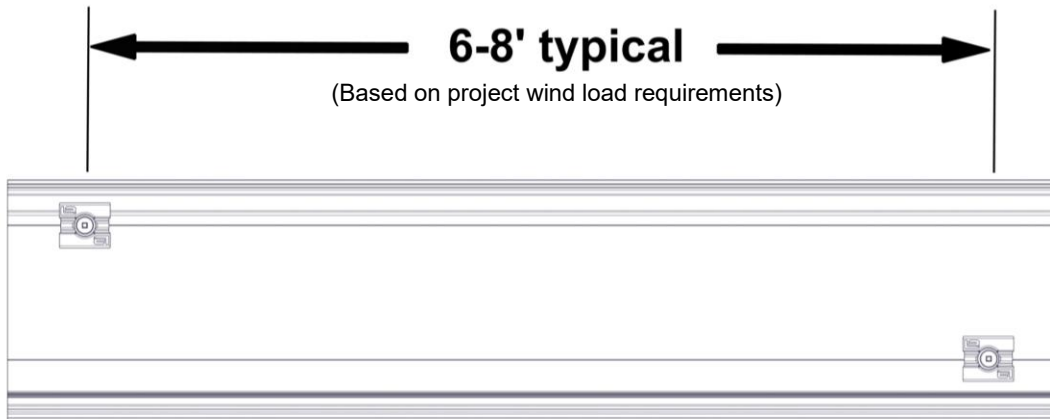 6-8' typical
(Based on project wind load requirements)